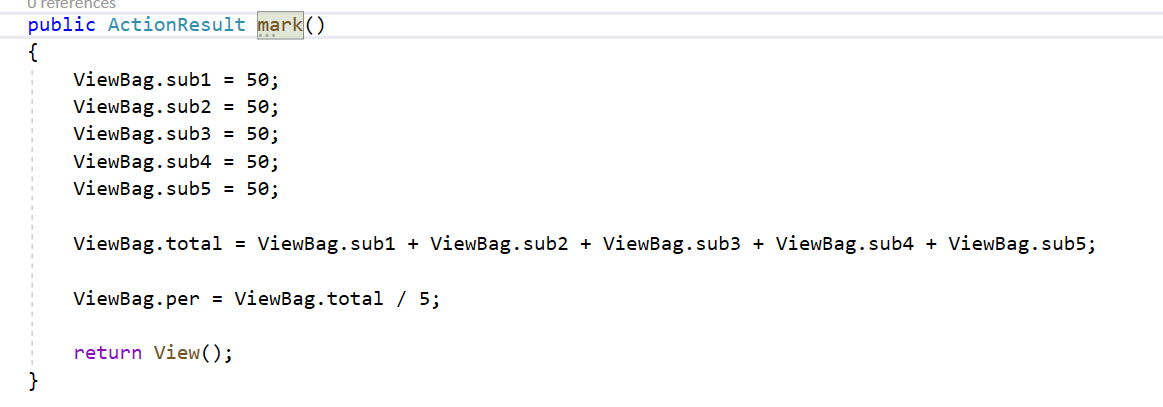 0 references
public ActionResult mark()
{
ViewBag.sub1 = 50;
ViewBag.sub2 = 50;
ViewBag.sub3 = 50;
ViewBag.sub4 = 50;
ViewBag.sub5 = 50;
ViewBag.total = ViewBag.sub1 + ViewBag.sub2 + ViewBag.sub3 + ViewBag.sub4 + ViewBag.sub5;
ViewBag.per = ViewBag.total / 5;
return View();
}